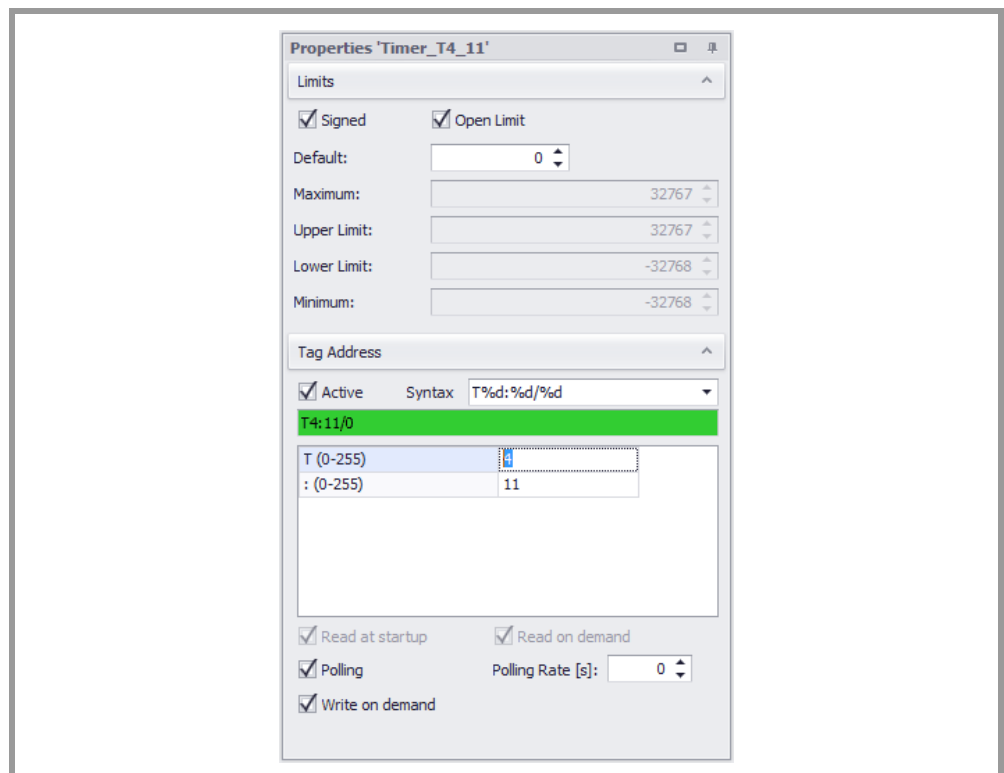 Properties 'Timer_T4_11'
Limits
Signed Open Limit
Default: 0
Maximum: 32767
Upper Limit: 32767
Lower Limit: -32768
Minimum: -32768
Tag Address
Active Syntax T%d:%d/%d
T4:11/0
T (0-255) 4
: (0-255) 11
Read at startup Read on demand
Polling Polling Rate [s]: 0
Write on demand